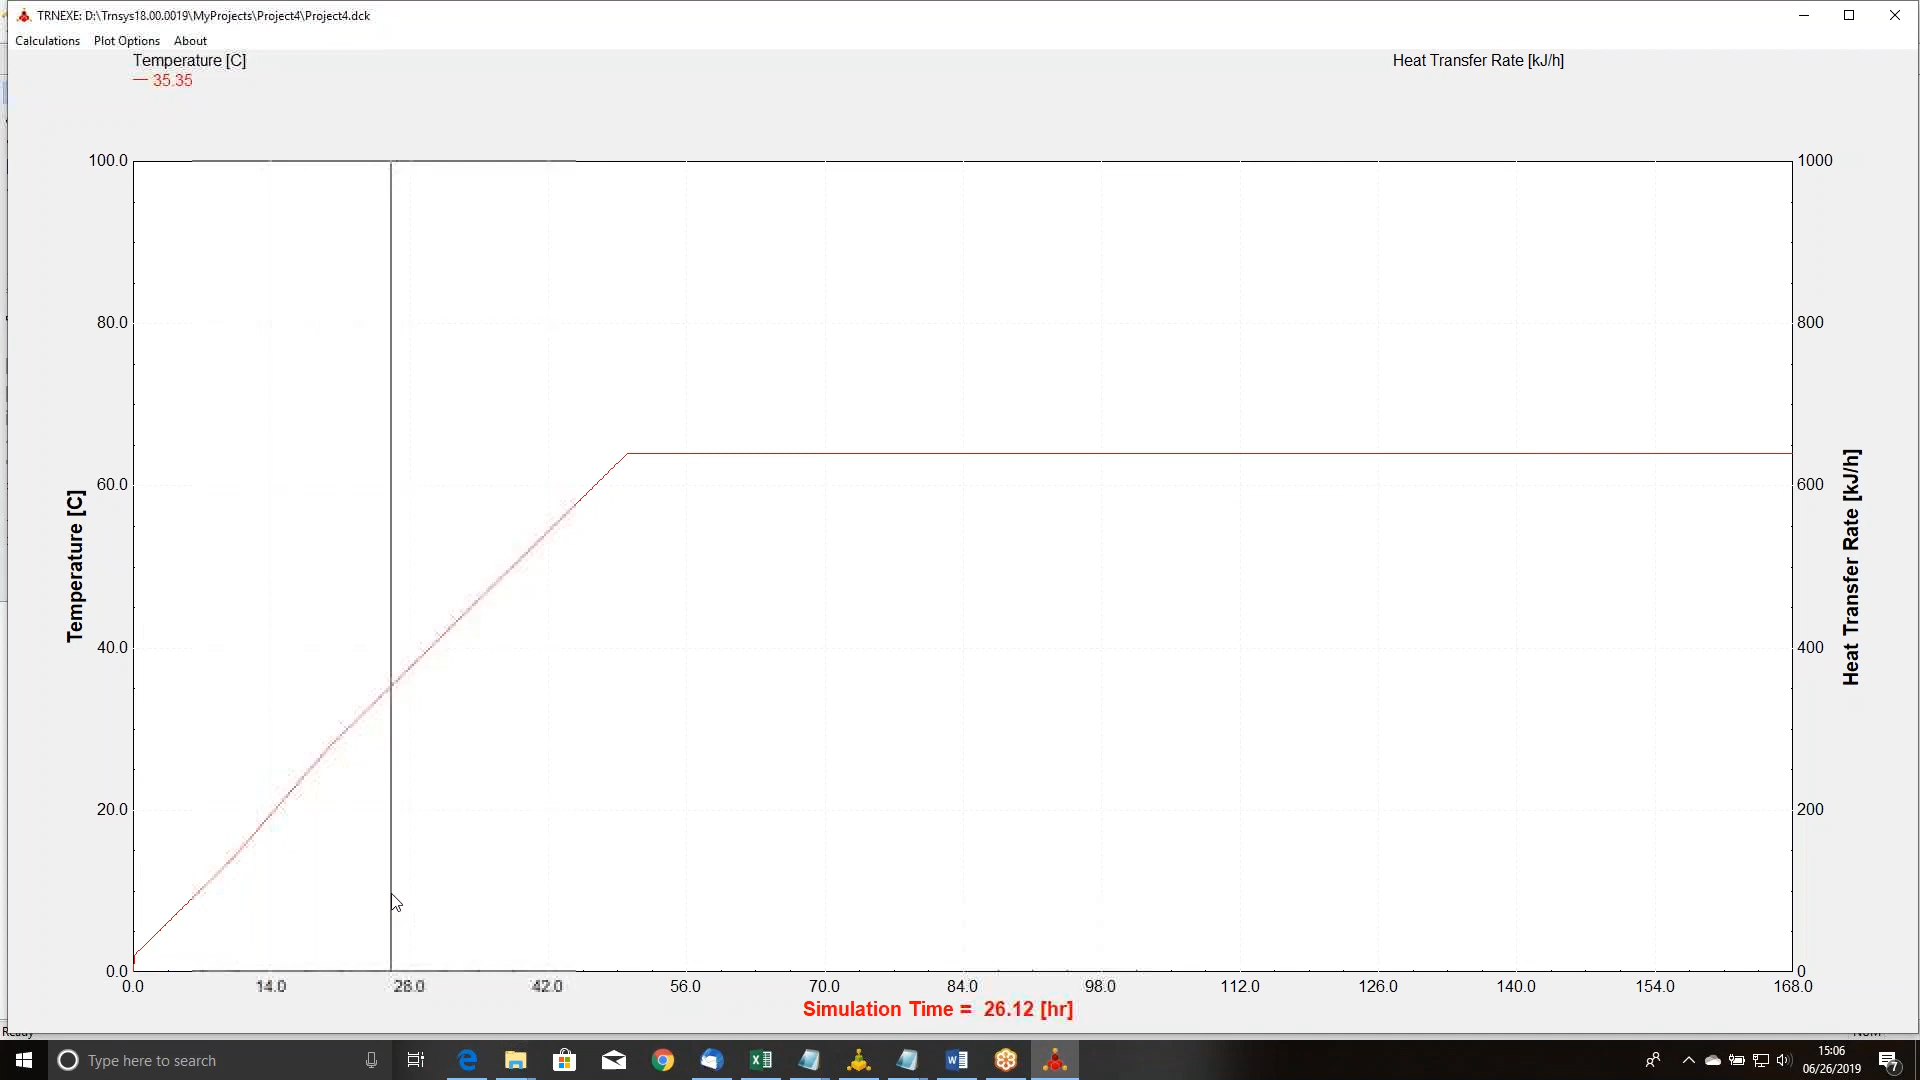 TRNEXE: D:\Trnsys18.00.0019\MyProjects\Project4\Project4.dck
Calculations Plot Options About
Temperature [C]
35.35
Heat Transfer Rate [kJ/h]
100.0
80.0
60.0
40.0
20.0
0.0
Temperature [C]
1000
800
600
400
200
0
Heat Transfer Rate [kJ/h]
0.0 14.0 28.0 42.0 56.0 70.0 84.0 98.0 112.0 126.0 140.0 154.0 168.0
Simulation Time = 26.12 [hr]
Type here to search
15:06
06/26/2019
7